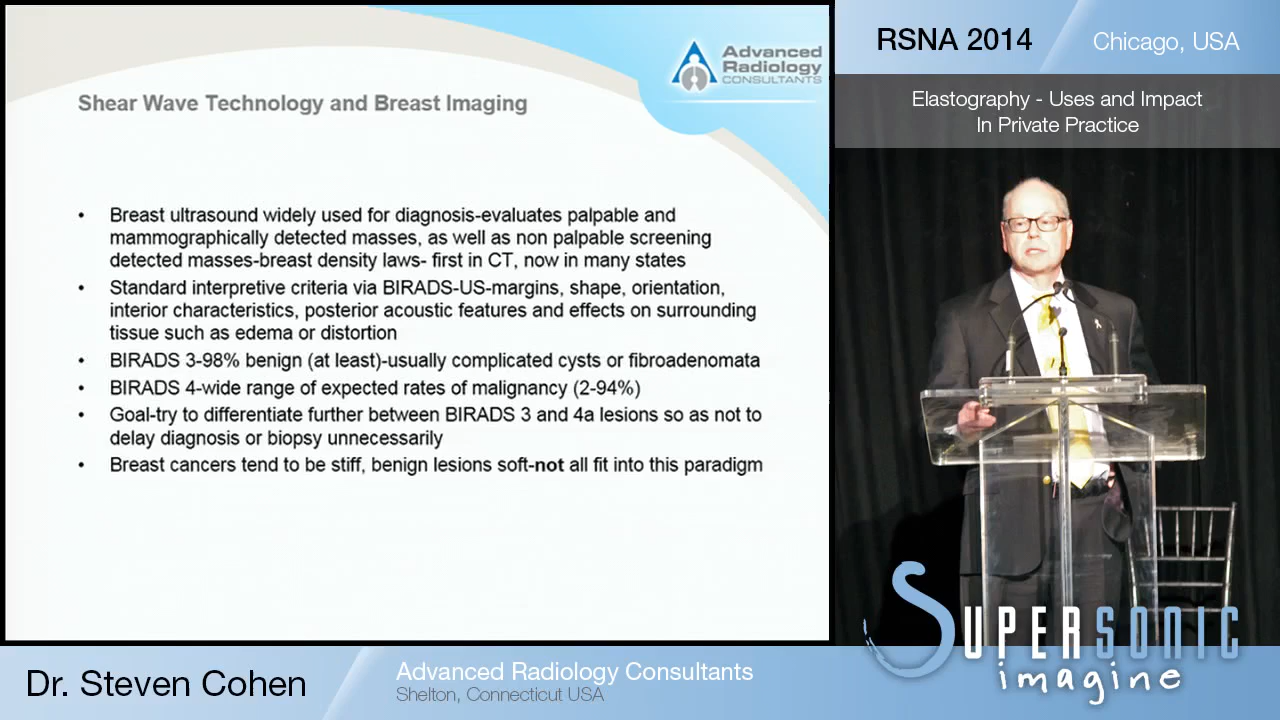 Advanced
Radiology
CONSULTANTS
Shear Wave Technology and Breast Imaging
• Breast ultrasound widely used for diagnosis-evaluates palpable and
mammographically detected masses, as well as non palpable screening
detected masses-breast density laws- first in CT, now in many states
• Standard interpretive criteria via BIRADS-US-margins, shape, orientation,
interior characteristics, posterior acoustic features and effects on surrounding
tissue such as edema or distortion
• BIRADS 3-98% benign (at least)-usually complicated cysts or fibroadenomata
• BIRADS 4-wide range of expected rates of malignancy (2-94%)
• Goal-try to differentiate further between BIRADS 3 and 4a lesions so as not to
delay diagnosis or biopsy unnecessarily
• Breast cancers tend to be stiff, benign lesions soft-not all fit into this paradigm
RSNA 2014
Chicago, USA
Elastography - Uses and Impact
In Private Practice
SUPERSONIC
imagine
Dr. Steven Cohen
Advanced Radiology Consultants
Shelton, Connecticut USA